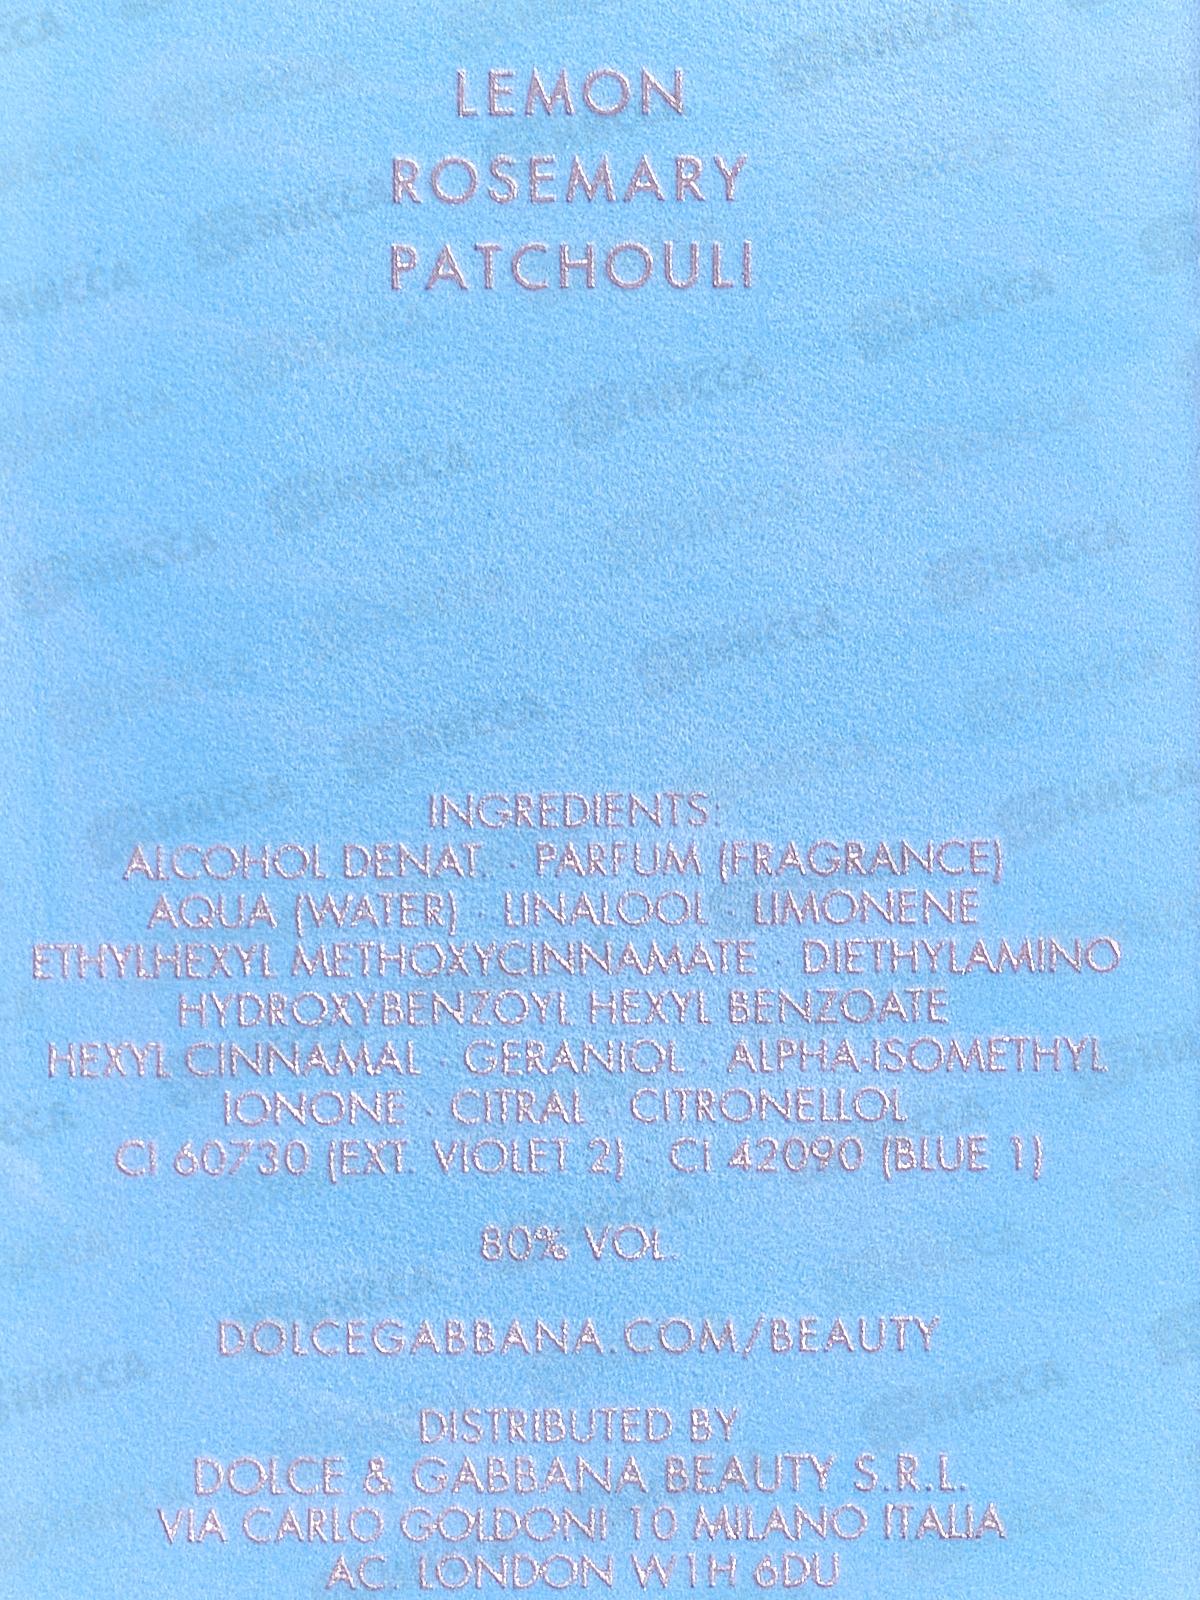 LEMON
ROSEMARY
PATCHOULI
INGREDIENTS:
ALCOHOL DENAT. · PARFUM (FRAGRANCE)
AQUA (WATER) · LINALOOL · LIMONENE
ETHYLHEXYL METHOXYCINNAMATE · DIETHYLAMINO
HYDROXYBENZOYL HEXYL BENZOATE
HEXYL CINNAMAL · GERANIOL · ALPHA-ISOMETHYL
IONONE · CITRAL · CITRONELLOL
CI 60730 (EXT. VIOLET 2) · CI 42090 (BLUE 1)
80% VOL.
DOLCEGABBANA.COM/BEAUTY
DISTRIBUTED BY
DOLCE & GABBANA BEAUTY S.R.L.
VIA CARLO GOLDONI 10 MILANO ITALIA
AC. LONDON W1H 6DU